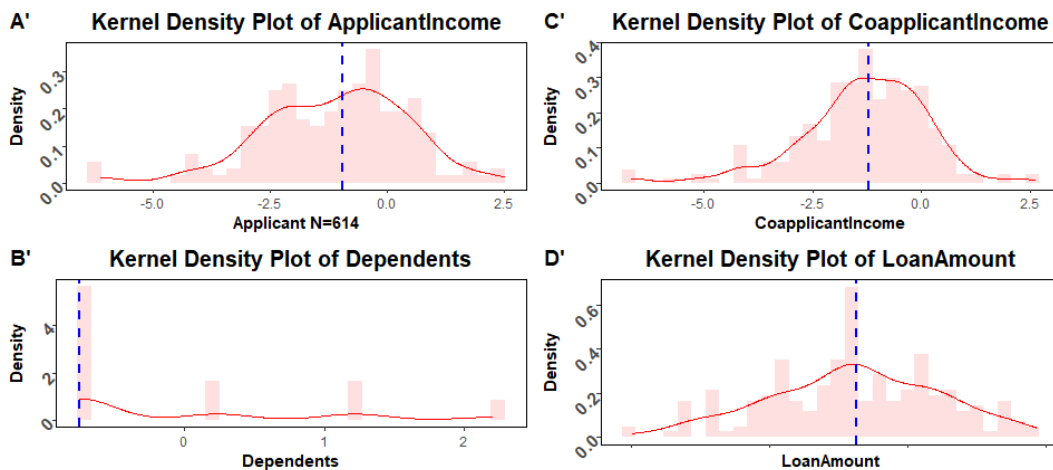 A'
Kernel Density Plot of ApplicantIncome
Density
0.3
0.2
0.1
0.0
-5.0 -2.5 0.0 2.5
Applicant N=614
C'
Kernel Density Plot of CoapplicantIncome
Density
0.4
0.3
0.2
0.1
0.0
-5.0 -2.5 0.0 2.5
CoapplicantIncome
B'
Kernel Density Plot of Dependents
Density
4
2
0
0 1 2
Dependents
D'
Kernel Density Plot of LoanAmount
Density
0.6
0.4
0.2
0.0
LoanAmount